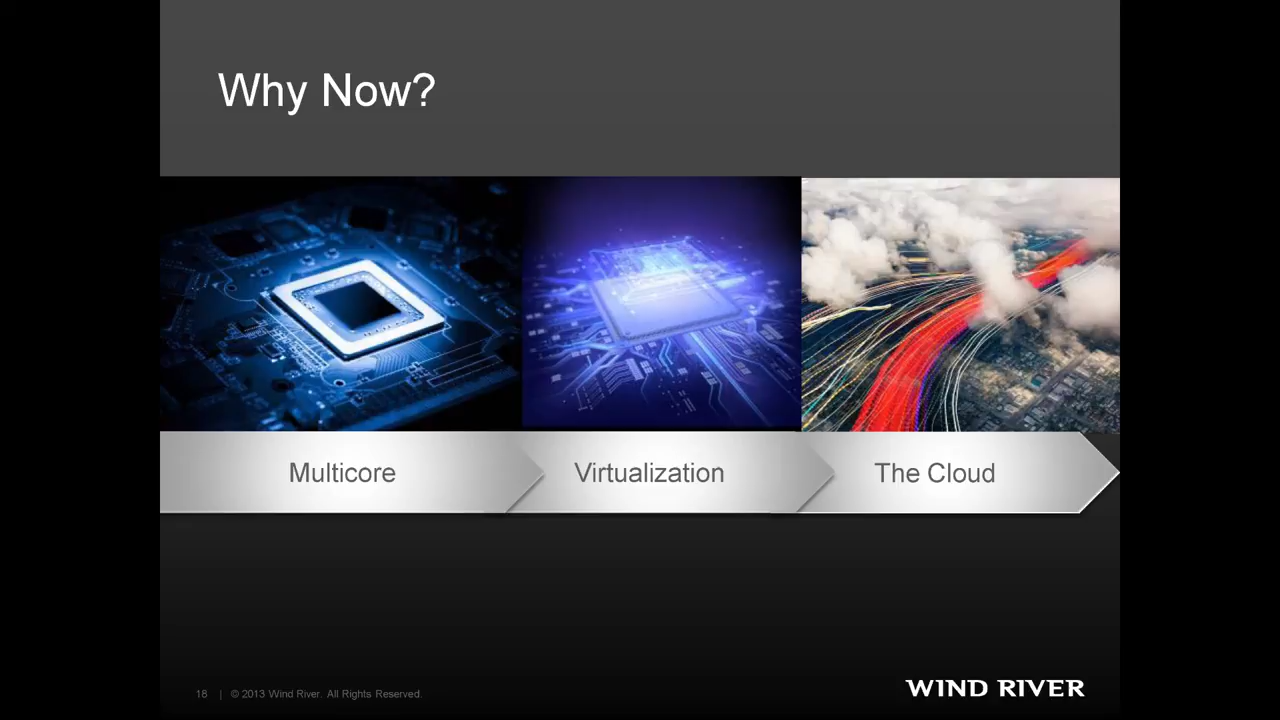 Why Now?
Multicore
Virtualization
The Cloud
18 | © 2013 Wind River. All Rights Reserved.
WIND RIVER